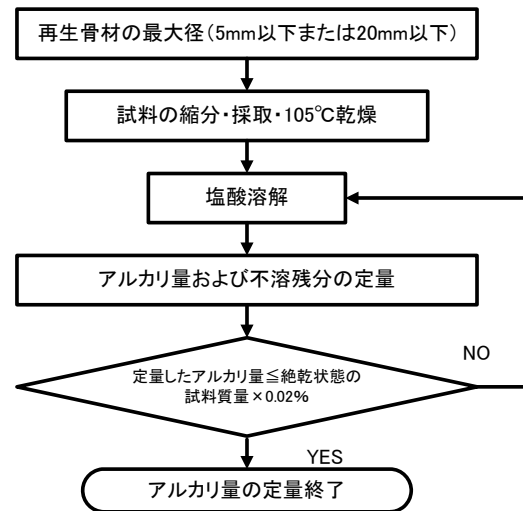 再生骨材の最大径(5mm以下または20mm以下)
試料の縮分・採取・105℃乾燥
塩酸溶解
アルカリ量および不溶残分の定量
定量したアルカリ量≦絶乾状態の
試料質量×0.02%
NO
YES
アルカリ量の定量終了